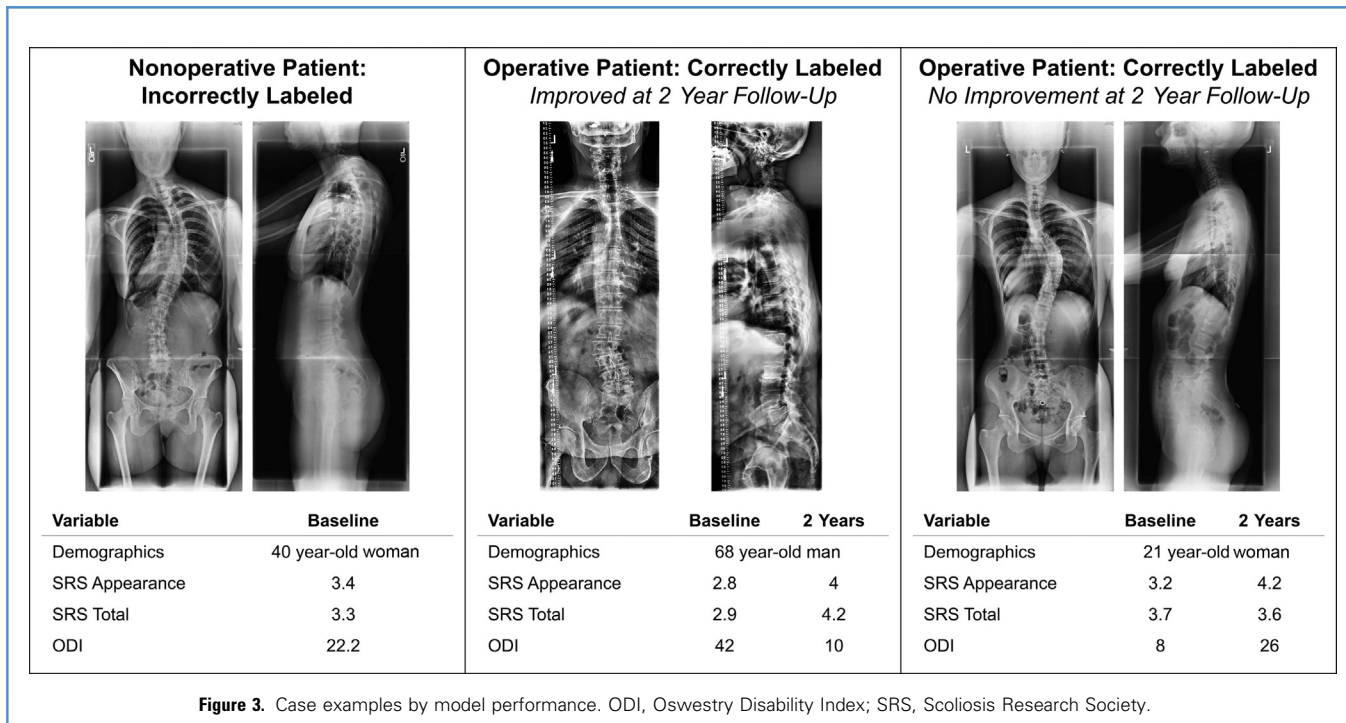 Nonoperative Patient:
Incorrectly Labeled
Variable Baseline
Demographics 40 year-old woman
SRS Appearance 3.4
SRS Total 3.3
ODI 22.2
Operative Patient: Correctly Labeled
Improved at 2 Year Follow-Up
Variable Baseline 2 Years
Demographics 68 year-old man
SRS Appearance 2.8 4
SRS Total 2.9 4.2
ODI 42 10
Operative Patient: Correctly Labeled
No Improvement at 2 Year Follow-Up
Variable Baseline 2 Years
Demographics 21 year-old woman
SRS Appearance 3.2 4.2
SRS Total 3.7 3.6
ODI 8 26
Figure 3. Case examples by model performance. ODI, Oswestry Disability Index; SRS, Scoliosis Research Society.